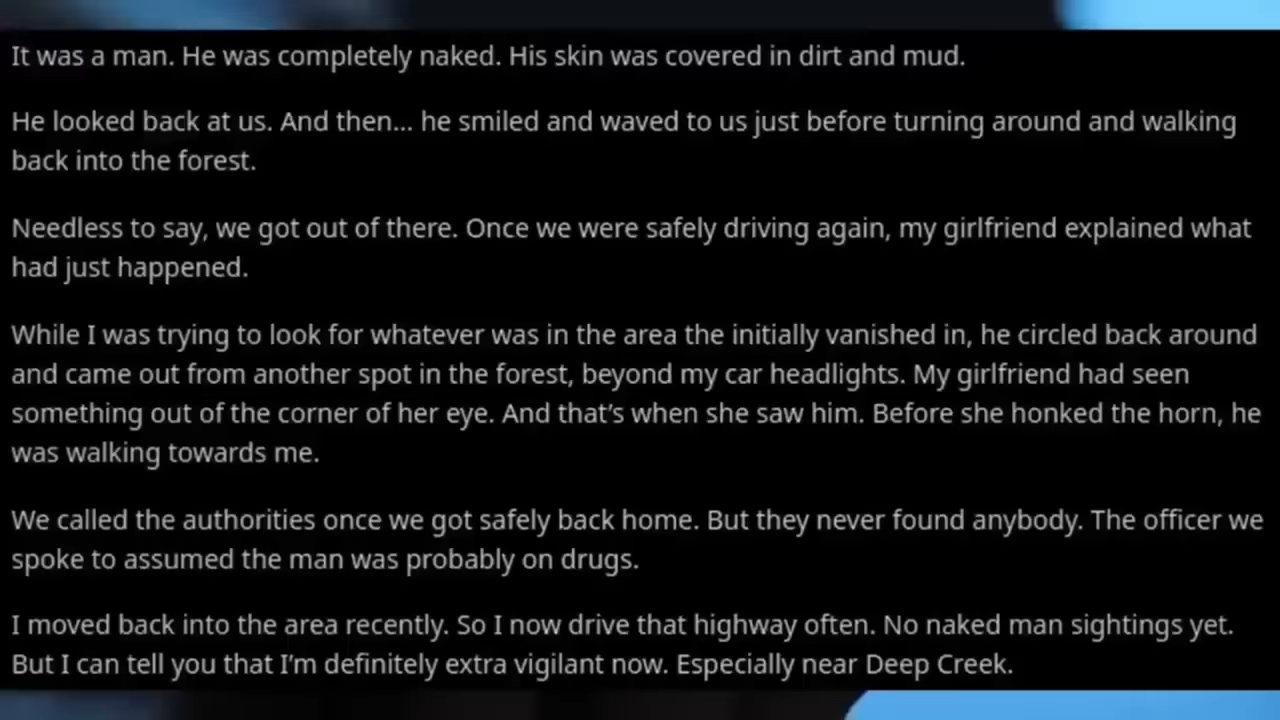 It was a man. He was completely naked. His skin was covered in dirt and mud.
He looked back at us. And then... he smiled and waved to us just before turning around and walking
back into the forest.
Needless to say, we got out of there. Once we were safely driving again, my girlfriend explained what
had just happened.
While I was trying to look for whatever was in the area the initially vanished in, he circled back around
and came out from another spot in the forest, beyond my car headlights. My girlfriend had seen
something out of the corner of her eye. And that’s when she saw him. Before she honked the horn, he
was walking towards me.
We called the authorities once we got safely back home. But they never found anybody. The officer we
spoke to assumed the man was probably on drugs.
I moved back into the area recently. So I now drive that highway often. No naked man sightings yet.
But I can tell you that I’m definitely extra vigilant now. Especially near Deep Creek.